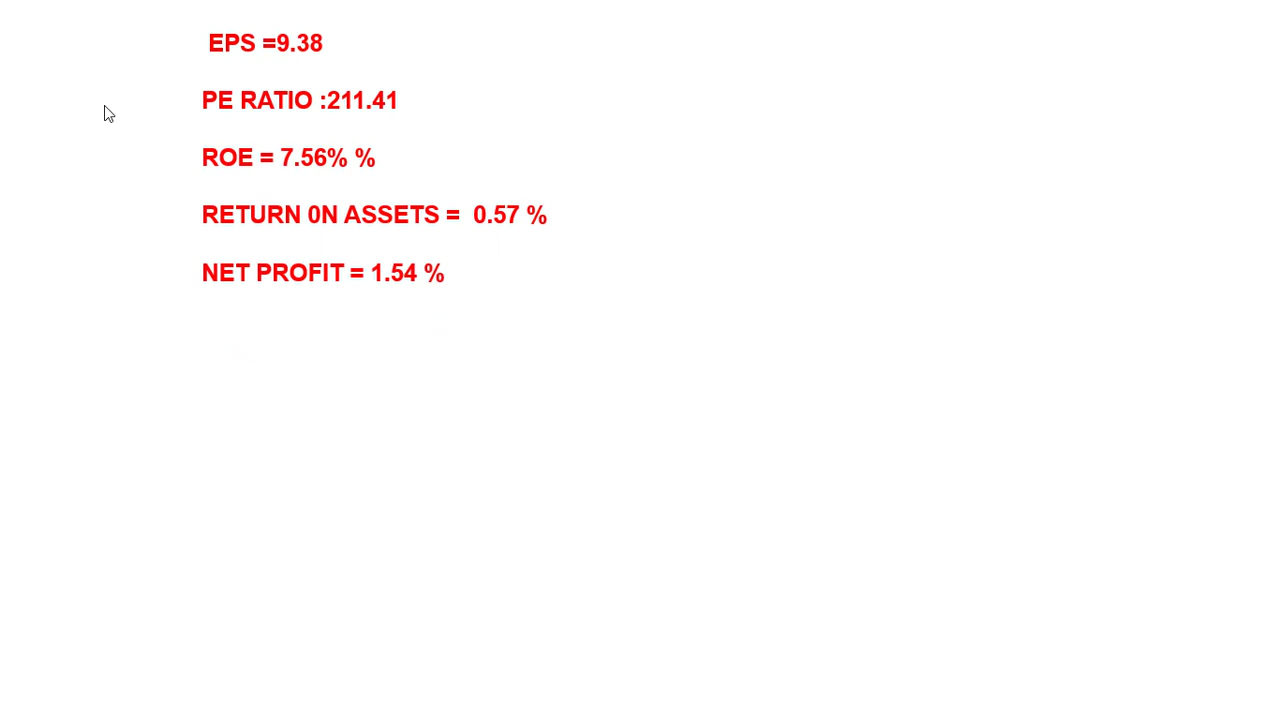 EPS =9.38
PE RATIO :211.41
ROE = 7.56% %
RETURN 0N ASSETS =  0.57 %
NET PROFIT = 1.54 %